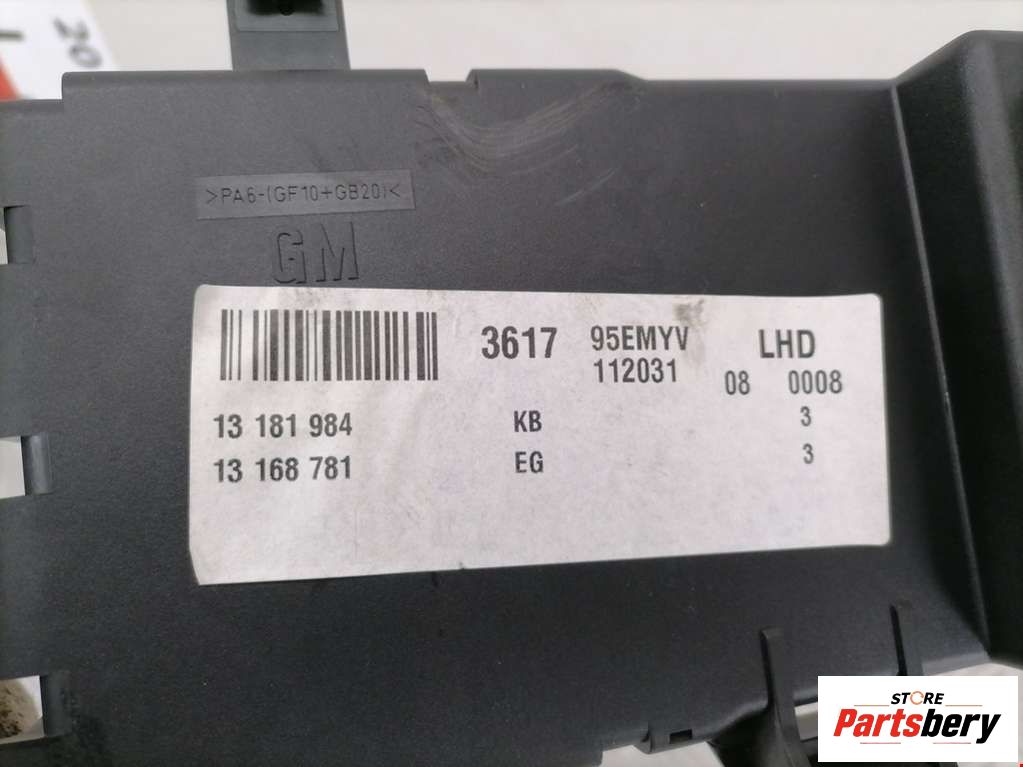 20
>PA6-(GF10+GB20)<
GM
3617 95EMYV LHD
112031 08 0008
13 181 984 KB 3
13 168 781 EG 3
STORE
Partsbery